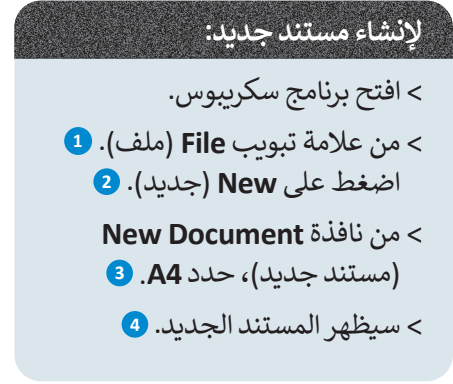 لإنشاء مستند جديد:
> افتح برنامج سكريبوس.
> من علامة تبويب File (ملف). 1
اضغط على New (جديد). 2
> من نافذة New Document
(مستند جديد)، حدد A4. 3
> سيظهر المستند الجديد. 4